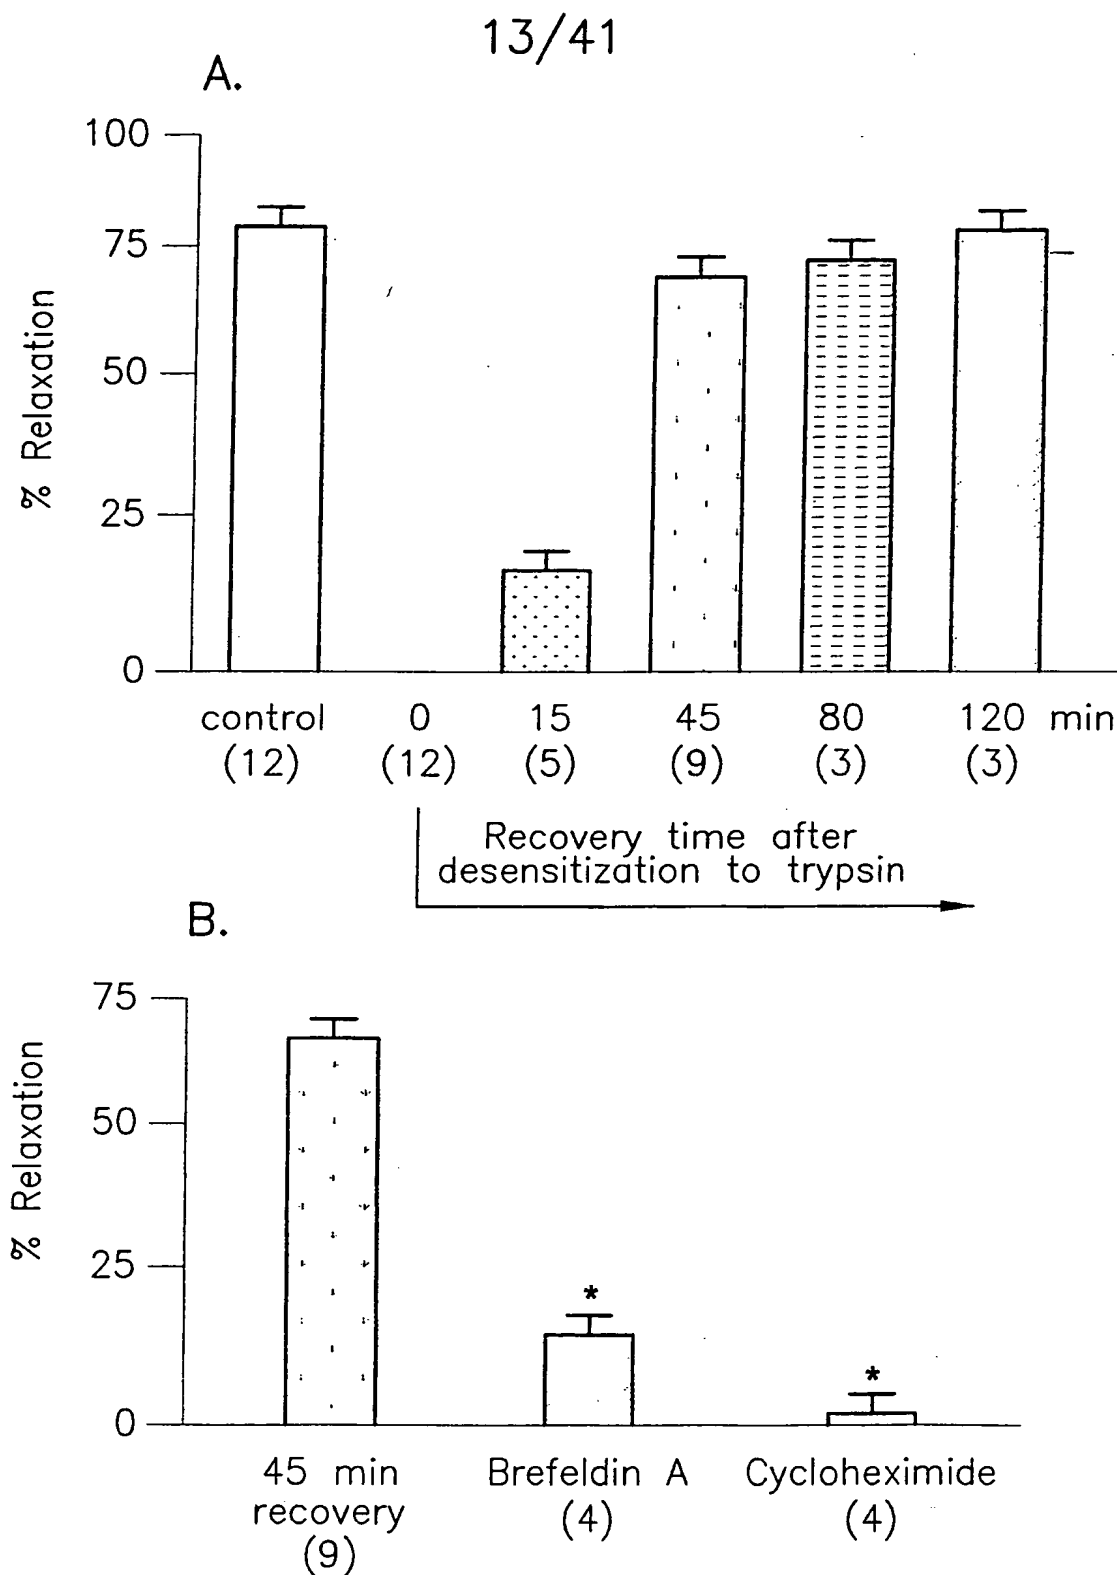 13/41
A.
100
75
50
25
0
% Relaxation
control 0 15 45 80 120 min
(12) (12) (5) (9) (3) (3)
Recovery time after
desensitization to trypsin
B.
75
50
25
0
% Relaxation
*
*
45 min Brefeldin A Cycloheximide
recovery (4) (4)
(9)